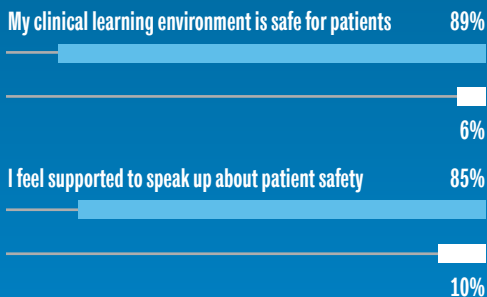 My clinical learning environment is safe for patients 89%
6%
I feel supported to speak up about patient safety 85%
10%